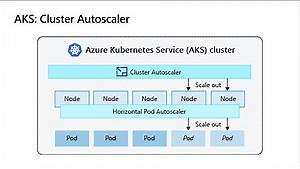 AKS: Cluster Autoscaler
Azure Kubernetes Service (AKS) cluster
Cluster Autoscaler
Scale out
Node Node Node Node Node
Horizontal Pod Autoscaler
Scale out
Pod Pod Pod Pod Pod